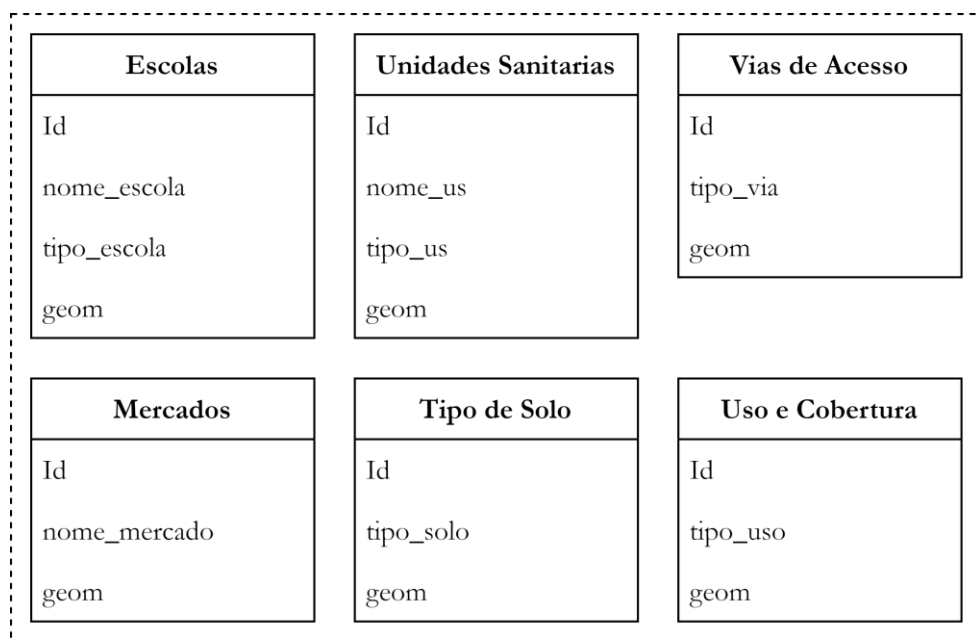 Escolas
Id
nome_escola
tipo_escola
geom
Unidades Sanitarias
Id
nome_us
tipo_us
geom
Vias de Acesso
Id
tipo_via
geom
Mercados
Id
nome_mercado
geom
Tipo de Solo
Id
tipo_solo
geom
Uso e Cobertura
Id
tipo_uso
geom